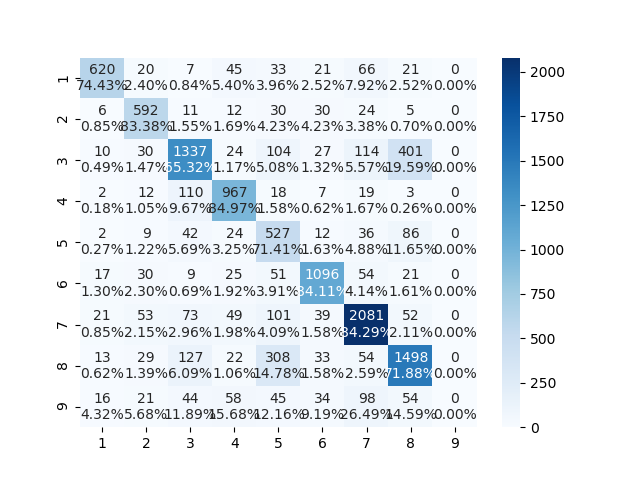 620 20 7 45 33 21 66 21 0
1 74.43% 2.40% 0.84% 5.40% 3.96% 2.52% 7.92% 2.52% 0.00%
6 592 11 12 30 30 24 5 0
2 0.85% 83.38% 1.55% 1.69% 4.23% 4.23% 3.38% 0.70% 0.00%
10 30 1337 24 104 27 114 401 0
3 0.49% 1.47% 65.32% 1.17% 5.08% 1.32% 5.57% 19.59% 0.00%
2 12 110 967 18 7 19 3 0
4 0.18% 1.05% 9.67% 84.97% 1.58% 0.62% 1.67% 0.26% 0.00%
2 9 42 24 527 12 36 86 0
5 0.27% 1.22% 5.69% 3.25% 71.41% 1.63% 4.88% 11.65% 0.00%
17 30 9 25 51 1096 54 21 0
6 1.30% 2.30% 0.69% 1.92% 3.91% 84.11% 4.14% 1.61% 0.00%
21 53 73 49 101 39 2081 52 0
7 0.85% 2.15% 2.96% 1.98% 4.09% 1.58% 84.29% 2.11% 0.00%
13 29 127 22 308 33 54 1498 0
8 0.62% 1.39% 6.09% 1.06% 14.78% 1.58% 2.59% 71.88% 0.00%
16 21 44 58 45 34 98 54 0
9 4.32% 5.68% 11.89% 15.68% 12.16% 9.19% 26.49% 14.59% 0.00%
1 2 3 4 5 6 7 8 9
2000
1750
1500
1250
1000
750
500
250
0